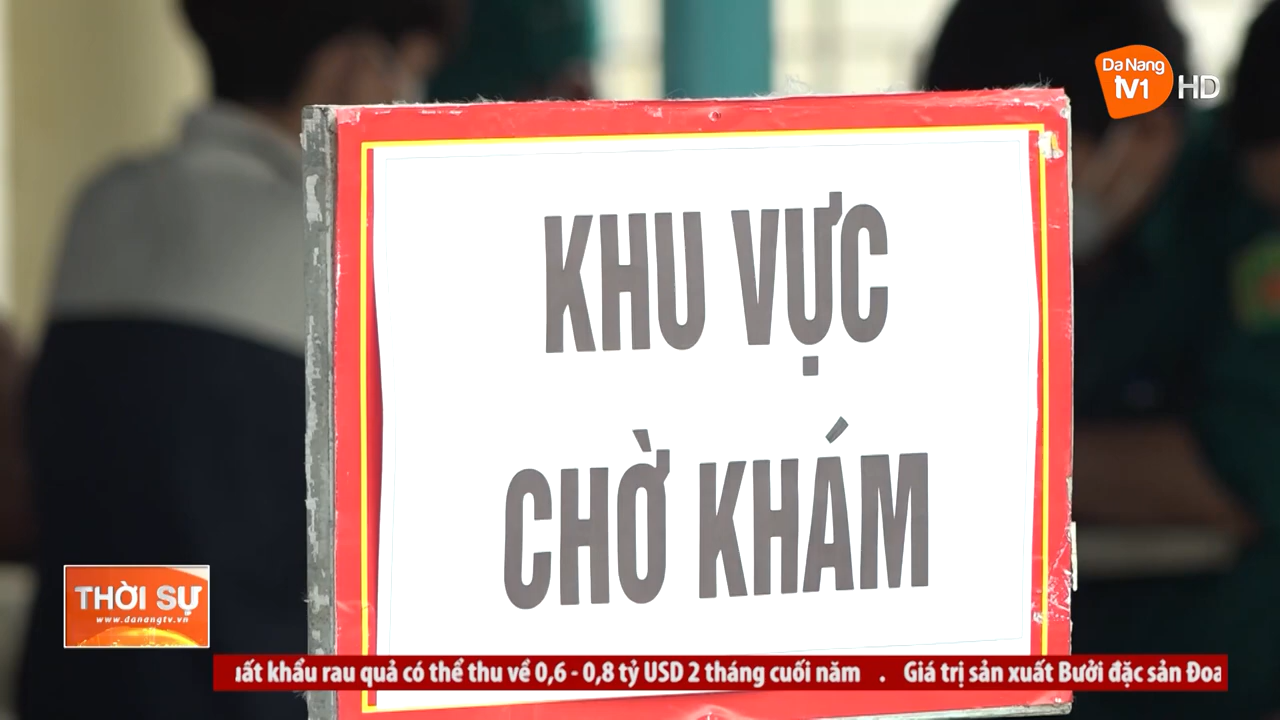 Da Nang
TV1 HD
KHU VỰC
CHỜ KHÁM
THỜI SỰ
www.danangtv.vn
khẩu rau quả có thể thu về 0,6 - 0,8 tỷ USD 2 tháng cuối năm . Giá trị sản xuất Bưởi đặc sản